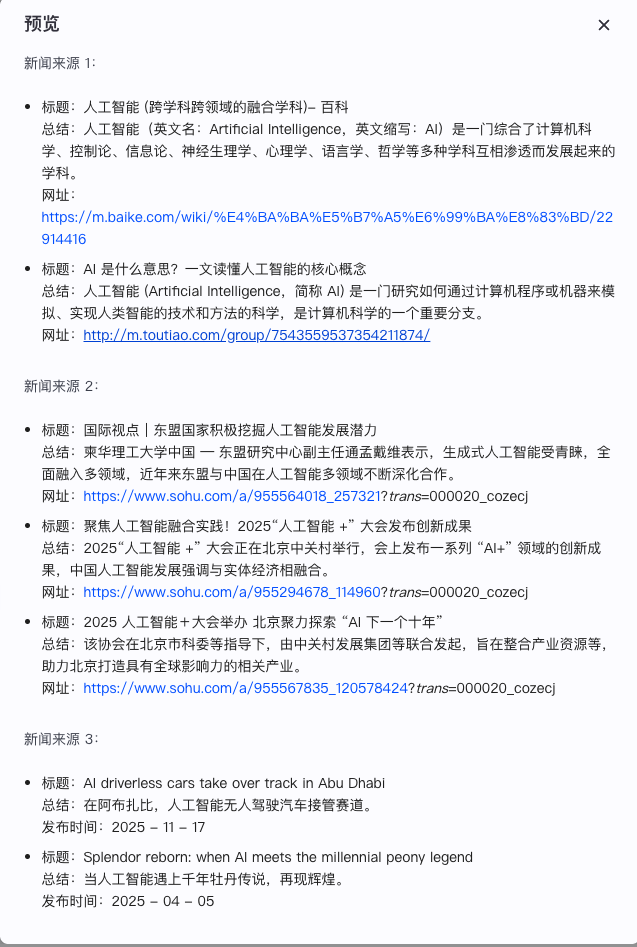 预览
新闻来源 1：
标题：人工智能 (跨学科跨领域的融合学科)- 百科
总结：人工智能（英文名：Artificial Intelligence，英文缩写：AI）是一门综合了计算机科
学、控制论、信息论、神经生理学、心理学、语言学、哲学等多种学科互相渗透而发展起来的
学科。
网址：
https://m.baike.com/wiki/%E4%BA%BA%E5%B7%A5%E6%99%BA%E8%83%BD/22
914416
标题：AI 是什么意思？一文读懂人工智能的核心概念
总结：人工智能 (Artificial Intelligence，简称 AI) 是一门研究如何通过计算机程序或机器来模
拟、实现人类智能的技术和方法的科学，是计算机科学的一个重要分支。
网址：http://m.toutiao.com/group/7543559537354211874/
新闻来源 2：
标题：国际视点｜东盟国家积极挖掘人工智能发展潜力
总结：柬华理工大学中国 — 东盟研究中心副主任通孟戴维表示，生成式人工智能受青睐，全
面融入多领域，近年来东盟与中国在人工智能多领域不断深化合作。
网址：https://www.sohu.com/a/955564018_257321?trans=000020_cozecj
标题：聚焦人工智能融合实践！2025“人工智能 +” 大会发布创新成果
总结：2025“人工智能 +” 大会正在北京中关村举行，会上发布一系列 “AI+” 领域的创新成
果，中国人工智能发展强调与实体经济相融合。
网址：https://www.sohu.com/a/955294678_114960?trans=000020_cozecj
标题：2025 人工智能＋大会举办 北京聚力探索 “AI 下一个十年”
总结：该协会在北京市科委等指导下，由中关村发展集团等联合发起，旨在整合产业资源等，
助力北京打造具有全球影响力的相关产业。
网址：https://www.sohu.com/a/955567835_120578424?trans=000020_cozecj
新闻来源 3：
标题：AI driverless cars take over track in Abu Dhabi
总结：在阿布扎比，人工智能无人驾驶汽车接管赛道。
发布时间：2025 - 11 - 17
标题：Splendor reborn: when AI meets the millennial peony legend
总结：当人工智能遇上千年牡丹传说，再现辉煌。
发布时间：2025 - 04 - 05